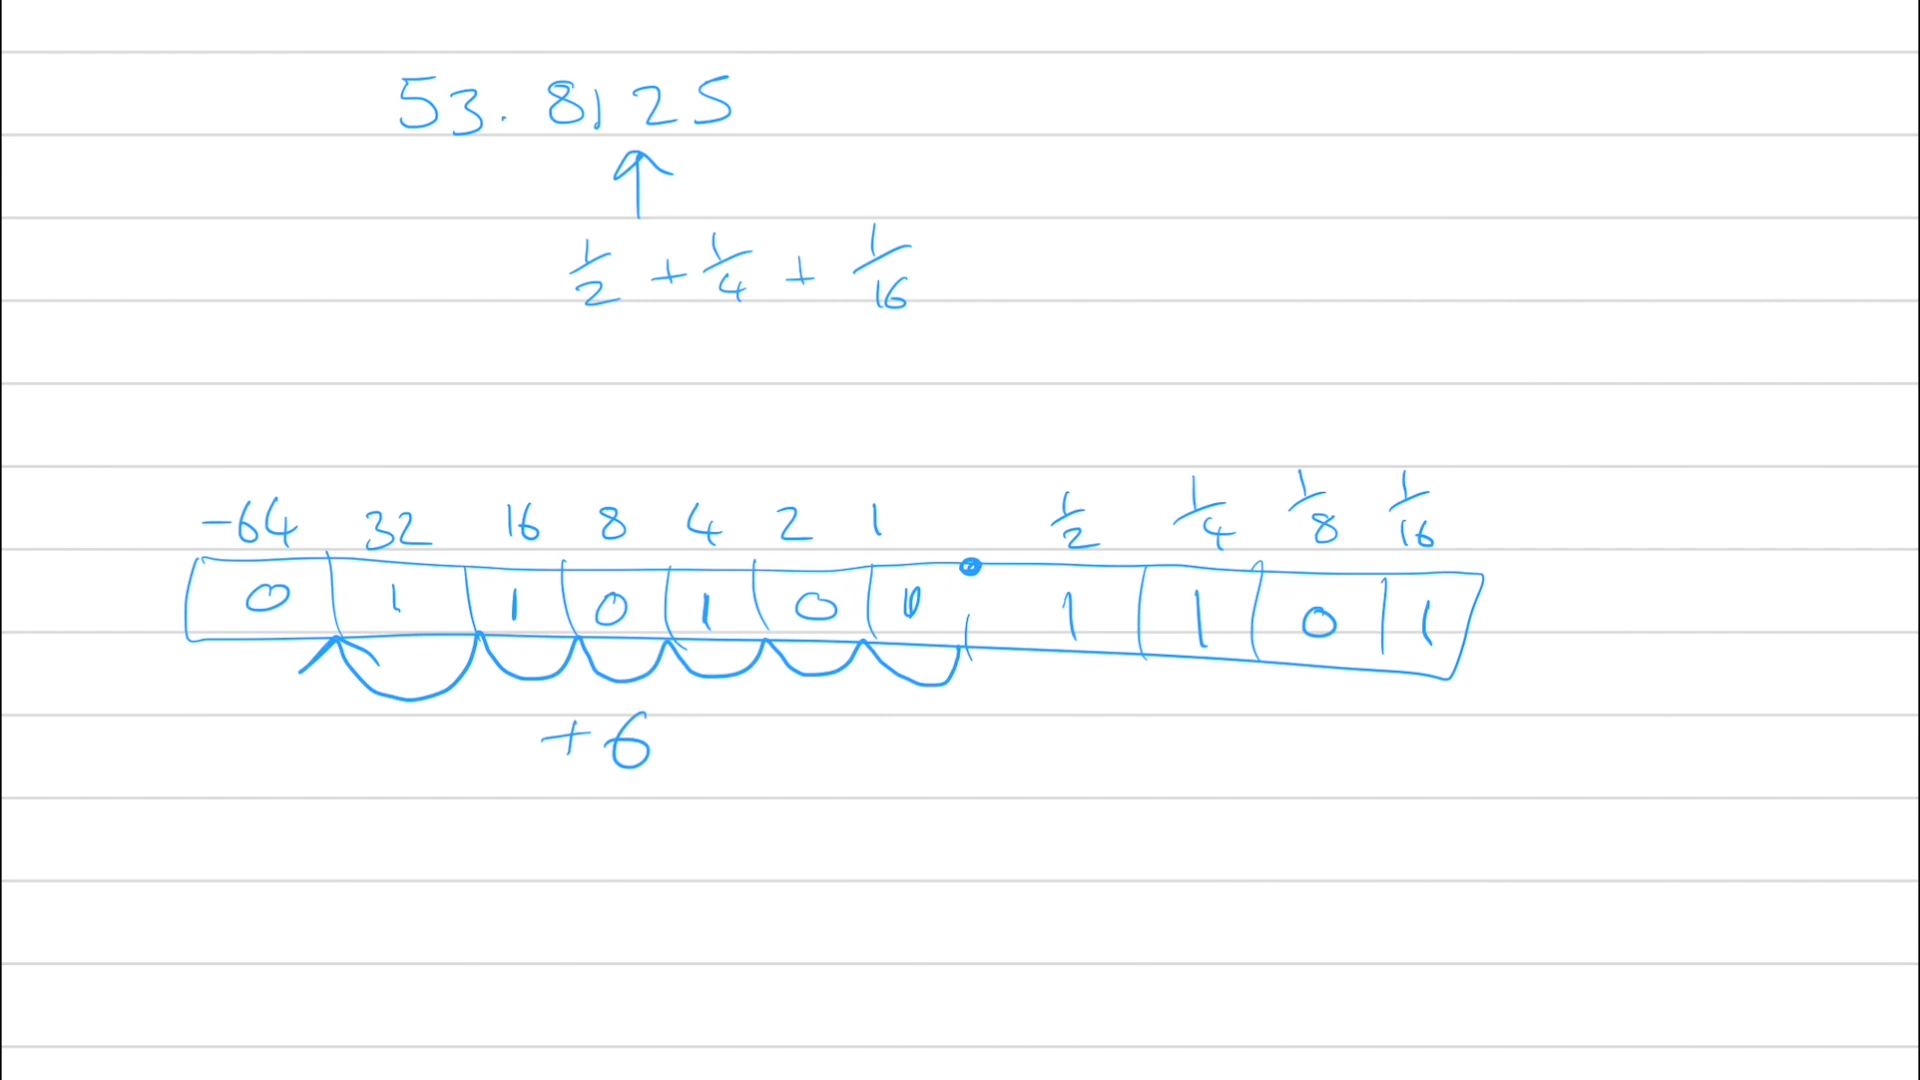 53.8125
1/2 + 1/4 + 1/16
-64 32 16 8 4 2 1 1/2 1/4 1/8 1/16
0 1 1 0 1 0 1 . 1 1 0 1
+6